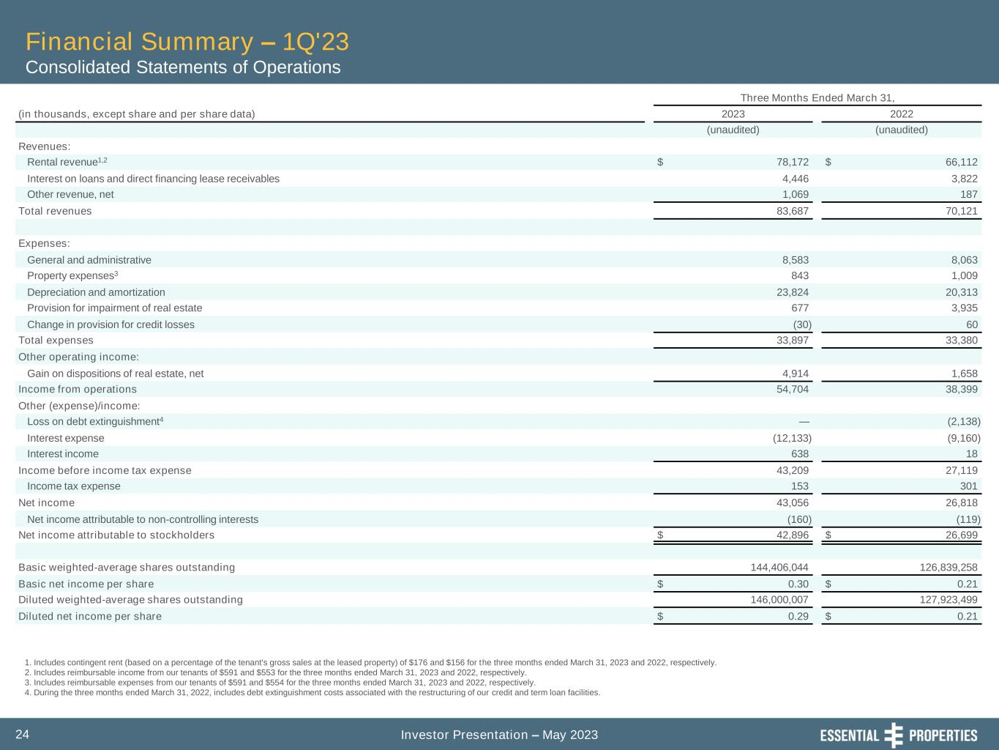 Financial Summary – 1Q'23
Consolidated Statements of Operations
Three Months Ended March 31,
(in thousands, except share and per share data) 2023 2022
(unaudited) (unaudited)
Revenues:
Rental revenue1,2 $ 78,172 $ 66,112
Interest on loans and direct financing lease receivables 4,446 3,822
Other revenue, net 1,069 187
Total revenues 83,687 70,121
Expenses:
General and administrative 8,583 8,063
Property expenses3 843 1,009
Depreciation and amortization 23,824 20,313
Provision for impairment of real estate 677 3,935
Change in provision for credit losses (30) 60
Total expenses 33,897 33,380
Other operating income:
Gain on dispositions of real estate, net 4,914 1,658
Income from operations 54,704 38,399
Other (expense)/income:
Loss on debt extinguishment4 — (2,138)
Interest expense (12,133) (9,160)
Interest income 638 18
Income before income tax expense 43,209 27,119
Income tax expense 153 301
Net income 43,056 26,818
Net income attributable to non-controlling interests (160) (119)
Net income attributable to stockholders $ 42,896 $ 26,699
Basic weighted-average shares outstanding 144,406,044 126,839,258
Basic net income per share $ 0.30 $ 0.21
Diluted weighted-average shares outstanding 146,000,007 127,923,499
Diluted net income per share $ 0.29 $ 0.21
1. Includes contingent rent (based on a percentage of the tenant's gross sales at the leased property) of $176 and $156 for the three months ended March 31, 2023 and 2022, respectively.
2. Includes reimbursable income from our tenants of $591 and $553 for the three months ended March 31, 2023 and 2022, respectively.
3. Includes reimbursable expenses from our tenants of $591 and $554 for the three months ended March 31, 2023 and 2022, respectively.
4. During the three months ended March 31, 2022, includes debt extinguishment costs associated with the restructuring of our credit and term loan facilities.
24 Investor Presentation – May 2023 ESSENTIAL PROPERTIES